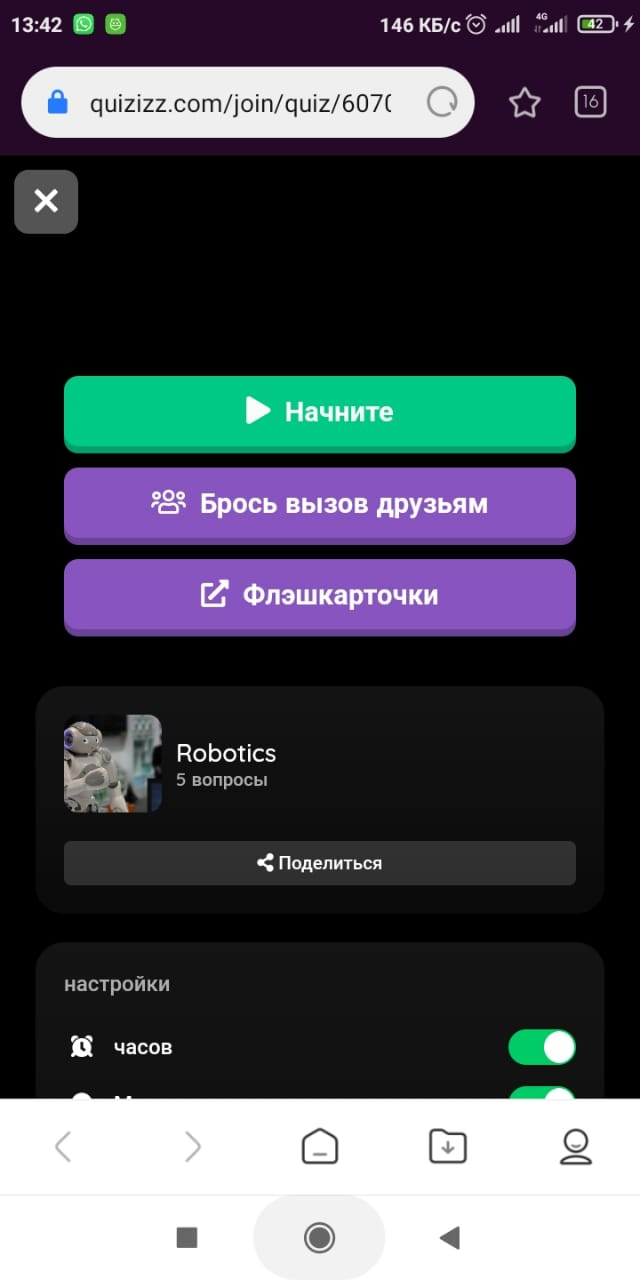 13:42 146 КБ/с 4G 42
quizizz.com/join/quiz/607 16
Начните
Брось вызов друзьям
Флэшкарточки
Robotics
5 вопросы
Поделиться
настройки
часов